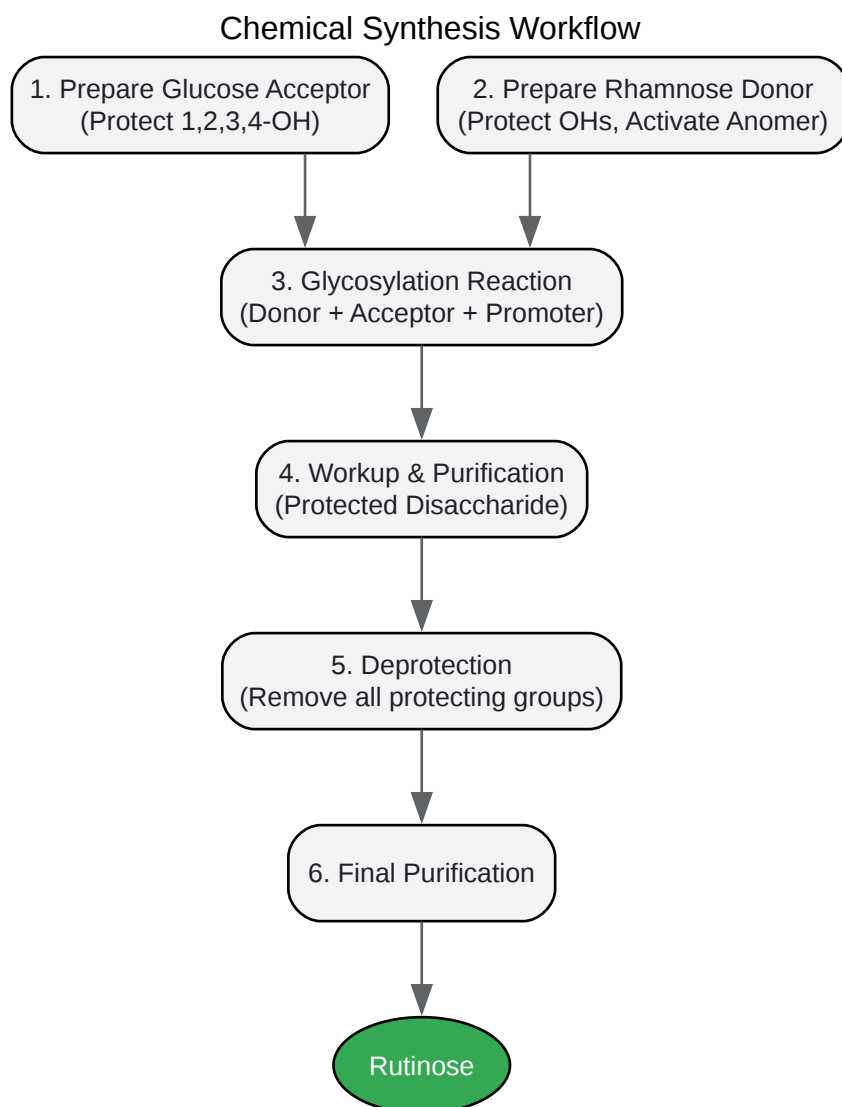 Chemical Synthesis Workflow
1. Prepare Glucose Acceptor
(Protect 1,2,3,4-OH)
2. Prepare Rhamnose Donor
(Protect OHs, Activate Anomer)
3. Glycosylation Reaction
(Donor + Acceptor + Promoter)
4. Workup & Purification
(Protected Disaccharide)
5. Deprotection
(Remove all protecting groups)
6. Final Purification
Rutinose